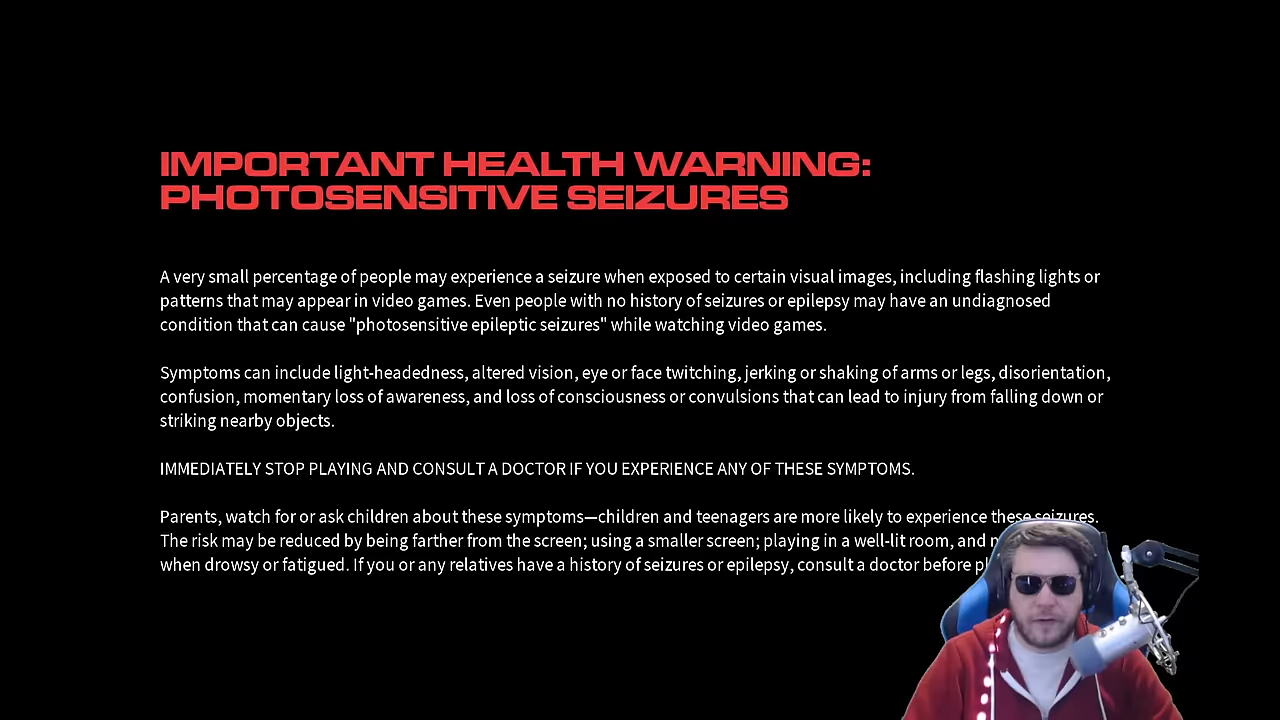 IMPORTANT HEALTH WARNING:
PHOTOSENSITIVE SEIZURES
A very small percentage of people may experience a seizure when exposed to certain visual images, including flashing lights or
patterns that may appear in video games. Even people with no history of seizures or epilepsy may have an undiagnosed
condition that can cause "photosensitive epileptic seizures" while watching video games.
Symptoms can include light-headedness, altered vision, eye or face twitching, jerking or shaking of arms or legs, disorientation,
confusion, momentary loss of awareness, and loss of consciousness or convulsions that can lead to injury from falling down or
striking nearby objects.
IMMEDIATELY STOP PLAYING AND CONSULT A DOCTOR IF YOU EXPERIENCE ANY OF THESE SYMPTOMS.
Parents, watch for or ask children about these symptoms—children and teenagers are more likely to experience these seizures.
The risk may be reduced by being farther from the screen; using a smaller screen; playing in a well-lit room, and
when drowsy or fatigued. If you or any relatives have a history of seizures or epilepsy, consult a doctor before